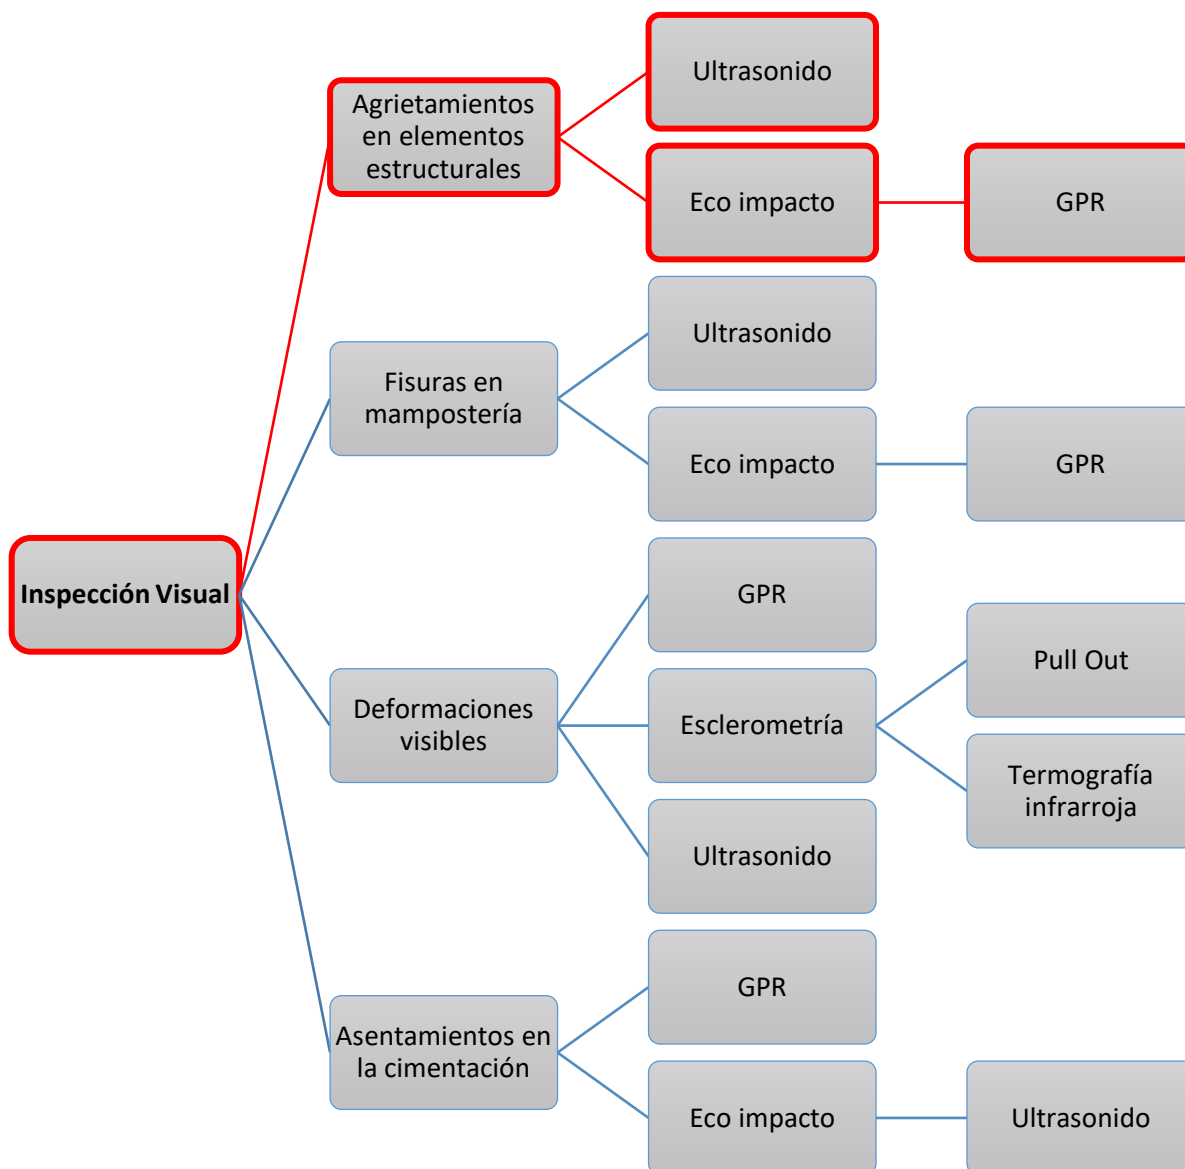 Ultrasonido
Agrietamientos
en elementos
estructurales
Eco impacto
GPR
Ultrasonido
Fisuras en
mampostería
Eco impacto
GPR
Inspección Visual
GPR
Pull Out
Deformaciones
visibles
Esclerometría
Termografía
infrarroja
Ultrasonido
GPR
Asentamientos en
la cimentación
Eco impacto
Ultrasonido